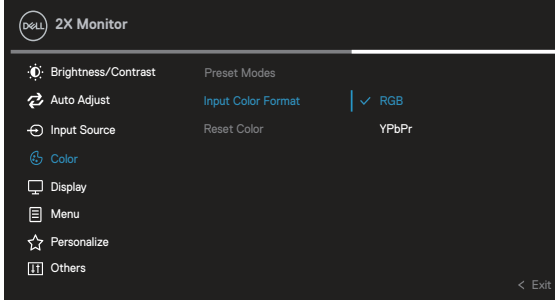 DELL 2X Monitor
Brightness/Contrast Preset Modes
Auto Adjust Input Color Format RGB
Input Source Reset Color YPbPr
Color
Display
Menu
Personalize
Others
< Exit